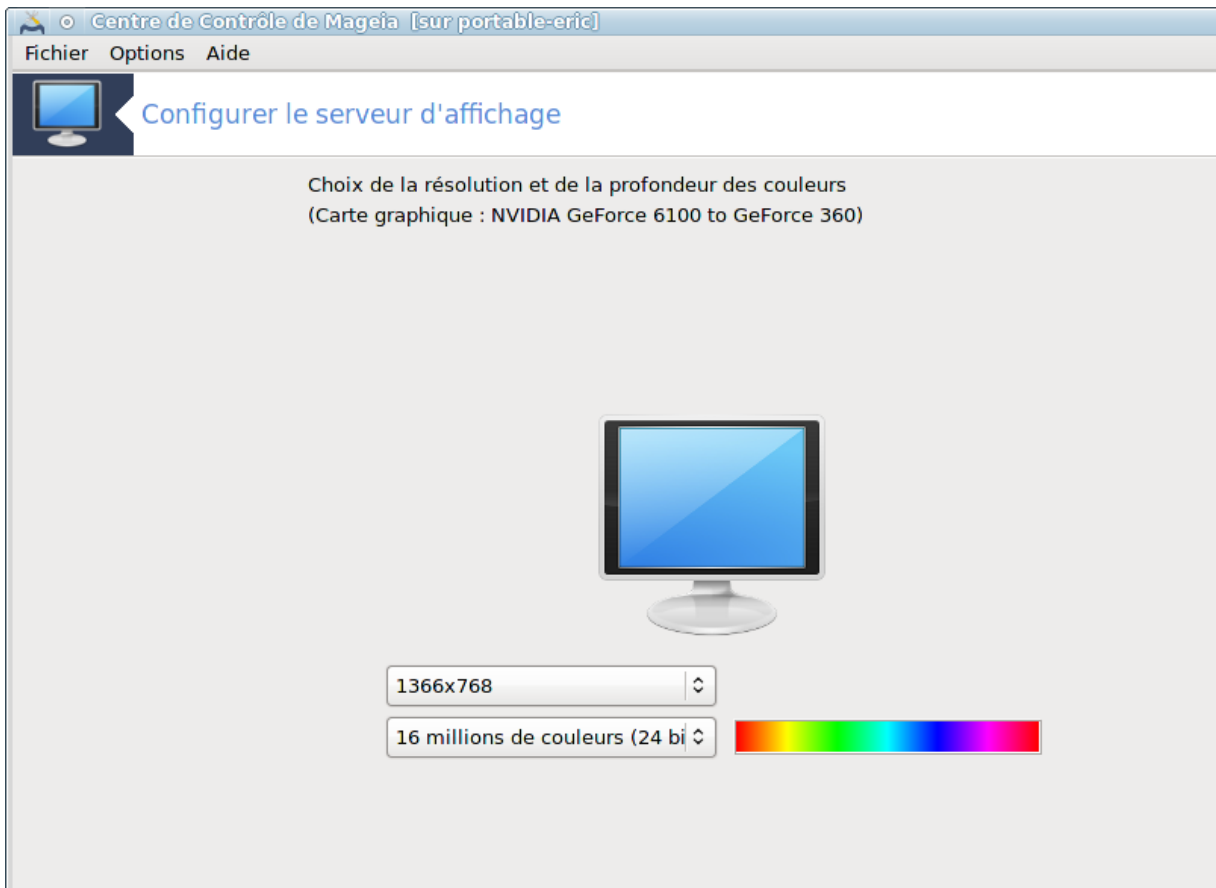 Centre de Contrôle de Mageia [sur portable-eric]
Fichier Options Aide
Configurer le serveur d'affichage
Choix de la résolution et de la profondeur des couleurs
(Carte graphique : NVIDIA GeForce 6100 to GeForce 360)
1366x768
16 millions de couleurs (24 bi